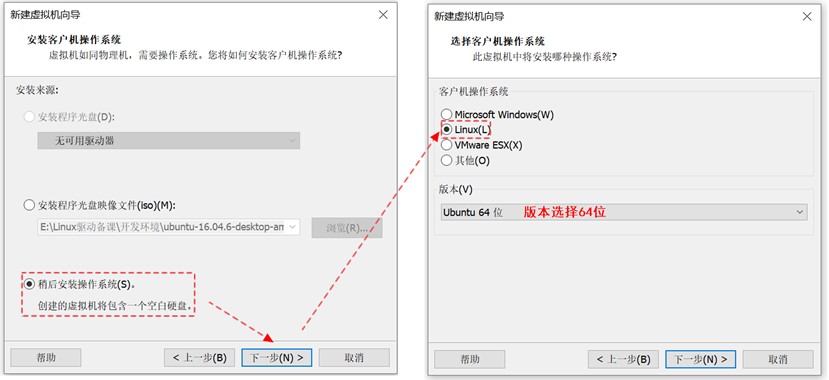 新建虚拟机向导
安装客户机操作系统
虚拟机如同物理机，需要操作系统。您将如何安装客户机操作系统?
安装来源:
安装程序光盘(D):
无可用驱动器
安装程序光盘映像文件(iso)(M):
E:\Linux驱动备课\开发环境\ubuntu-16.04.6-desktop-am
浏览(R)...
稍后安装操作系统(S)。
创建的虚拟机将包含一个空白硬盘。
帮助
< 上一步(B)
下一步(N) >
取消
新建虚拟机向导
选择客户机操作系统
此虚拟机中将安装哪种操作系统?
客户机操作系统
Microsoft Windows(W)
Linux(L)
VMware ESX(X)
其他(O)
版本(V)
Ubuntu 64 位
版本选择64位
帮助
< 上一步(B)
下一步(N) >
取消